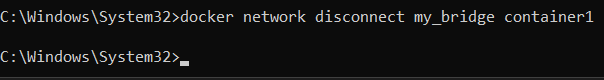 C:\Windows\System32>docker network disconnect my_bridge container1
C:\Windows\System32>